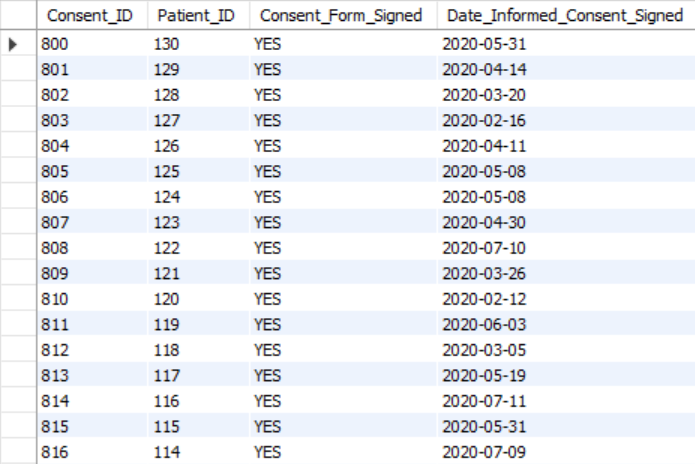 Consent_ID Patient_ID Consent_Form_Signed Date_Informed_Consent_Signed
800 130 YES 2020-05-31
801 129 YES 2020-04-14
802 128 YES 2020-03-20
803 127 YES 2020-02-16
804 126 YES 2020-04-11
805 125 YES 2020-05-08
806 124 YES 2020-05-08
807 123 YES 2020-04-30
808 122 YES 2020-07-10
809 121 YES 2020-03-26
810 120 YES 2020-02-12
811 119 YES 2020-06-03
812 118 YES 2020-03-05
813 117 YES 2020-05-19
814 116 YES 2020-07-11
815 115 YES 2020-05-31
816 114 YES 2020-07-09